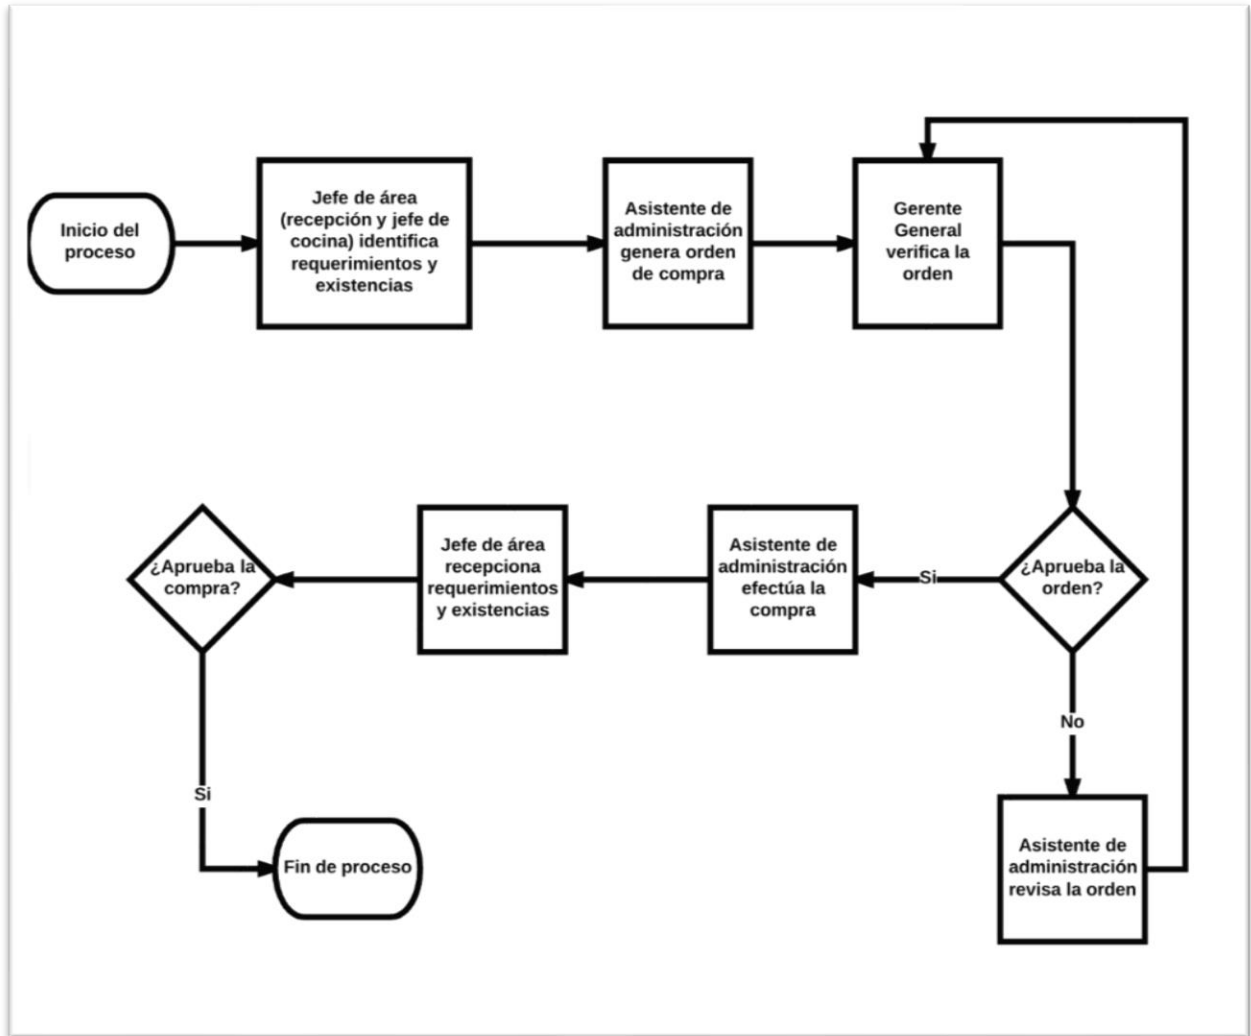 Inicio del
proceso
Jefe de área
(recepción y jefe de
cocina) identifica
requerimientos y
existencias
Asistente de
administración
genera orden
de compra
Gerente
General
verifica la
orden
¿Aprueba la
orden?
Si
Asistente de
administración
efectúa la
compra
Jefe de área
recepciona
requerimientos
y existencias
¿Aprueba la
compra?
No
Asistente de
administración
revisa la orden
Si
Fin de proceso